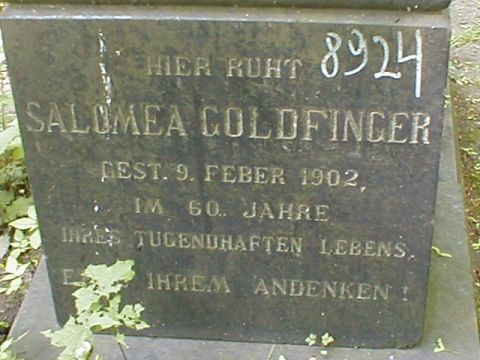 8924
HIER RUHT
SALOMEA GOLDFINGER
GEST. 9. FEBER 1902,
IM 60. JAHRE
IHRES TUGENDHAFTEN LEBENS.
IHREM ANDENKEN!